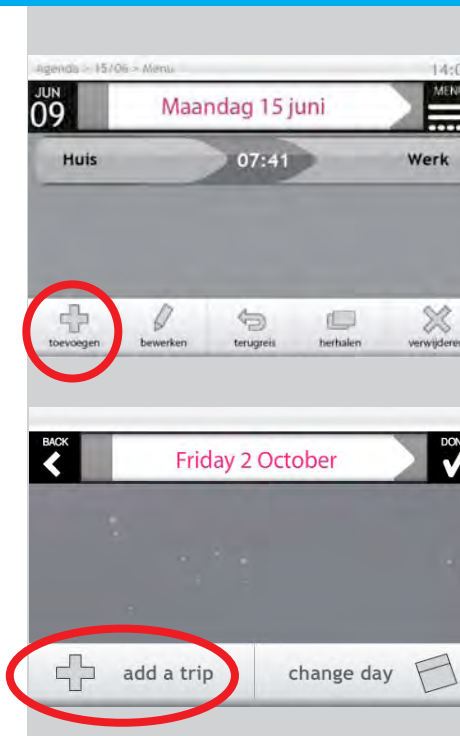 Agenda > 15/06 > Menu
JUN
09
Maandag 15 juni
MENU
Huis 07:41 Werk
toevoegen bewerken terugreis herhalen
BACK
Friday 2 October
add a trip change day